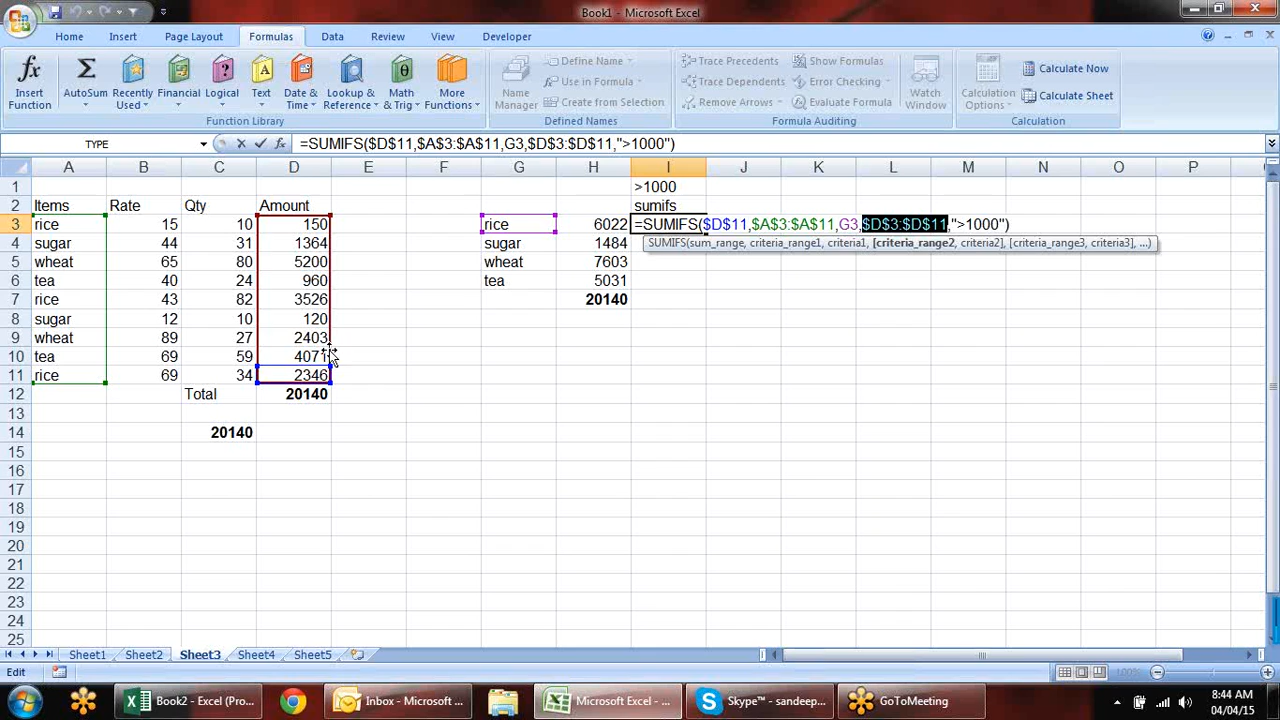 Book1 - Microsoft Excel
Home Insert Page Layout Formulas Data Review View Developer
Insert Function
AutoSum
Recently Used
Financial
Logical
Text
Date & Time
Lookup & Reference
Math & Trig
More Functions
Function Library
Name Manager
Define Name
Use in Formula
Create from Selection
Defined Names
Trace Precedents
Trace Dependents
Remove Arrows
Show Formulas
Error Checking
Evaluate Formula
Formula Auditing
Watch Window
Calculation Options
Calculate Now
Calculate Sheet
Calculation
TYPE fx =SUMIFS($D$11,$A$3:$A$11,G3,$D$3:$D$11,">1000")
A B C D E F G H I J K L M N O P
1 >1000
2 Items Rate Qty Amount sumifs
3 rice 15 10 150 rice 6022 =SUMIFS($D$11,$A$3:$A$11,G3,$D$3:$D$11,">1000")
SUMIFS(sum_range, criteria_range1, criteria1, [criteria_range2, criteria2], [criteria_range3, criteria3], ...)
4 sugar 44 31 1364 sugar 1484
5 wheat 65 80 5200 wheat 7603
6 tea 40 24 960 tea 5031
7 rice 43 82 3526 20140
8 sugar 12 10 120
9 wheat 89 27 2403
10 tea 69 59 4071
11 rice 69 34 2346
12 Total 20140
13
14 20140
15
16
17
18
19
20
21
22
23
24
25
Sheet1 Sheet2 Sheet3 Sheet4 Sheet5
Edit 100%
Book2 - Excel (Pro... Inbox - Microsoft ... Microsoft Excel - ... Skype™ - sandeep... GoToMeeting
8:44 AM
04/04/15